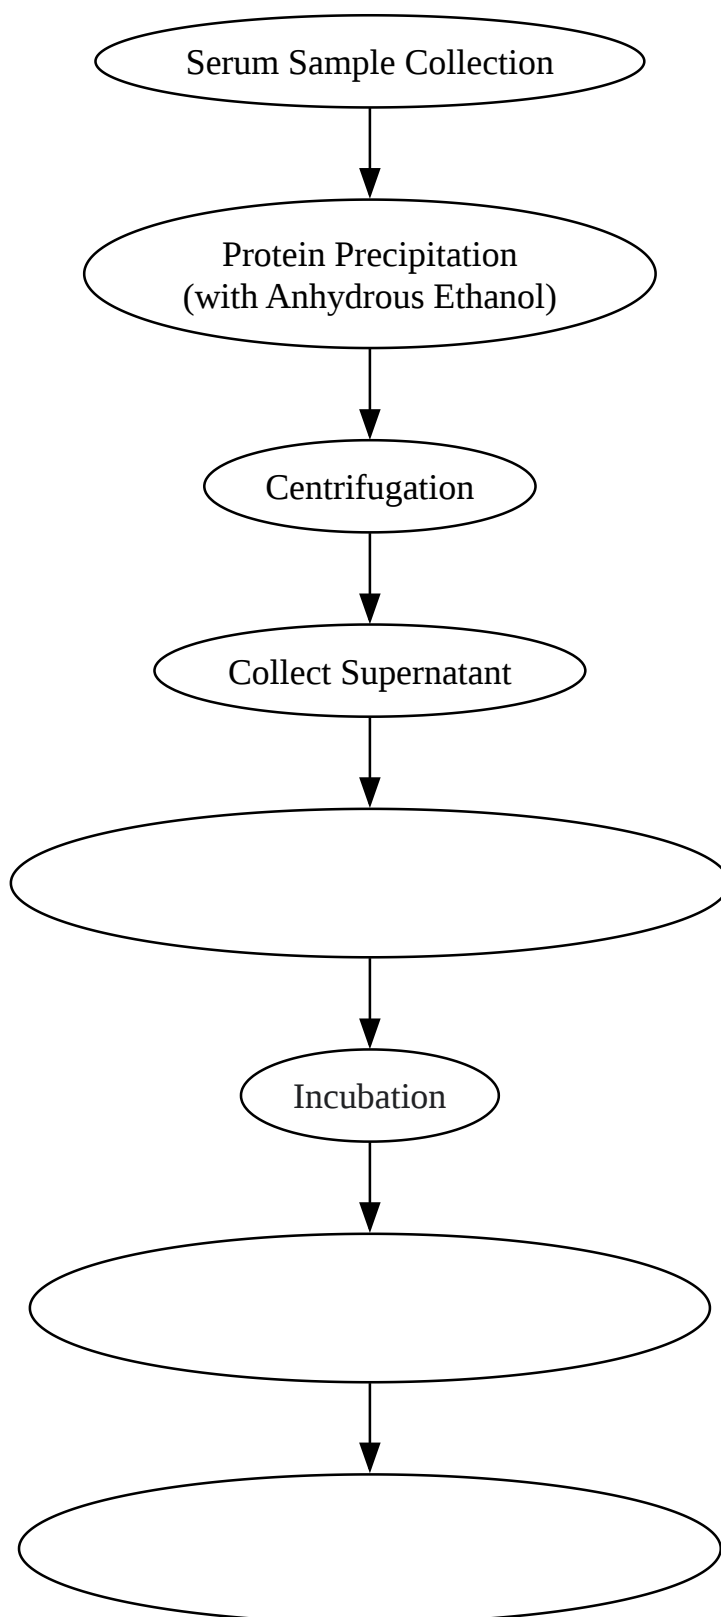 Serum Sample Collection
Protein Precipitation
(with Anhydrous Ethanol)
Centrifugation
Collect Supernatant
Incubation